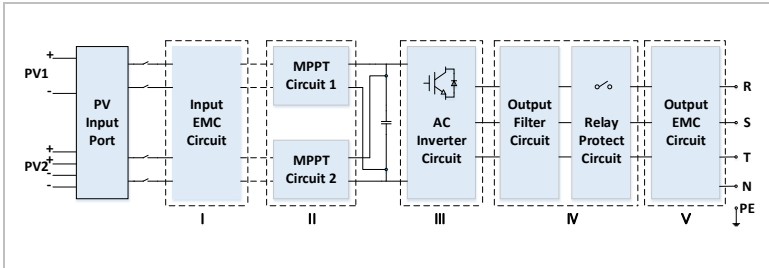 +
PV1
-
+
+
PV2
-
-
PV
Input
Port
Input
EMC
Circuit
I
MPPT
Circuit 1
MPPT
Circuit 2
II
AC
Inverter
Circuit
III
Output
Filter
Circuit
Relay
Protect
Circuit
IV
Output
EMC
Circuit
V
R
S
T
N
PE